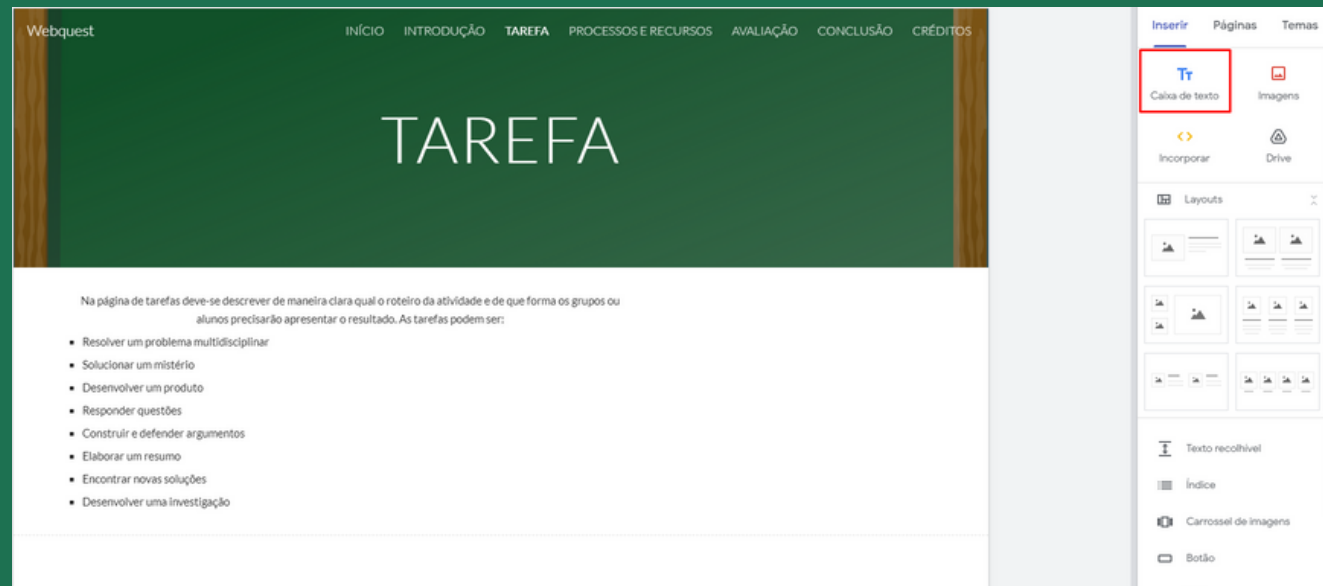 Webquest
INÍCIO INTRODUÇÃO TAREFA PROCESSOS E RECURSOS AVALIAÇÃO CONCLUSÃO CRÉDITOS
TAREFA
Na página de tarefas deve-se descrever de maneira clara qual o roteiro da atividade e de que forma os grupos ou
alunos precisarão apresentar o resultado. As tarefas podem ser:
Resolver um problema multidisciplinar
Solucionar um mistério
Desenvolver um produto
Responder questões
Construir e defender argumentos
Elaborar um resumo
Encontrar novas soluções
Desenvolver uma investigação
Inserir Páginas Temas
Caixa de texto Imagens
Incorporar Drive
Layouts
Texto recolhível
Índice
Carrossel de imagens
Botão